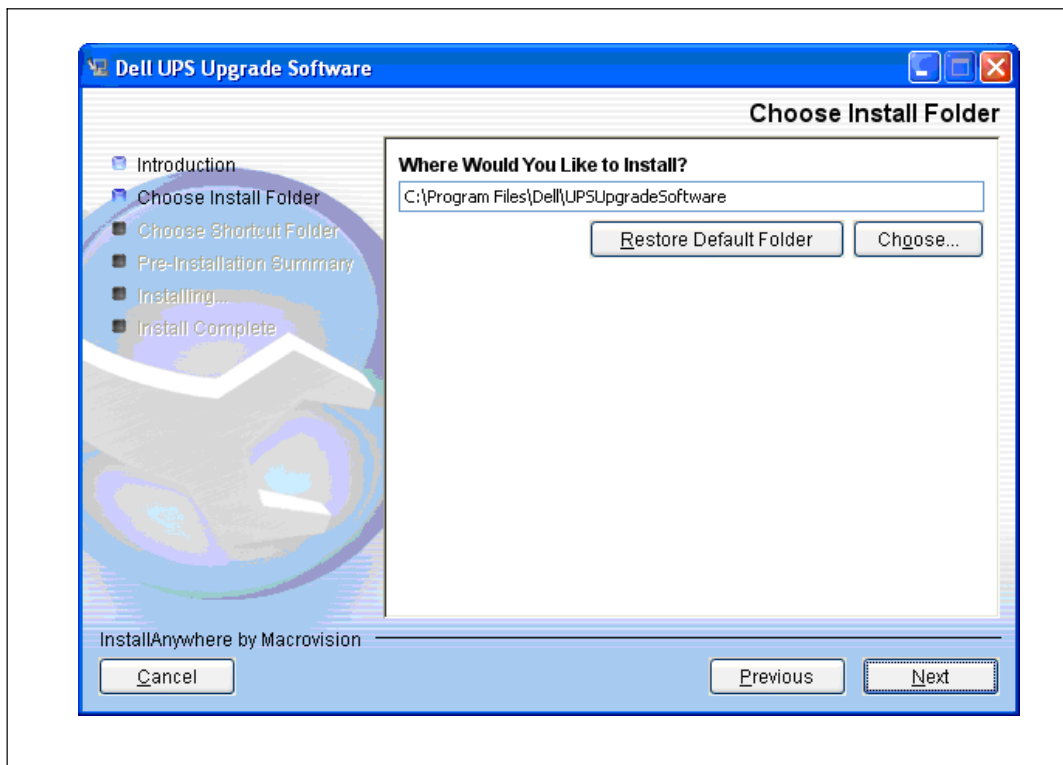 Dell UPS Upgrade Software
Choose Install Folder
Introduction
Choose Install Folder
Choose Shortcut Folder
Pre-Installation Summary
Installing...
Install Complete
Where Would You Like to Install?
C:\Program Files\Dell\UPSUpgradeSoftware
Restore Default Folder
Choose...
InstallAnywhere by Macrovision
Cancel
Previous
Next